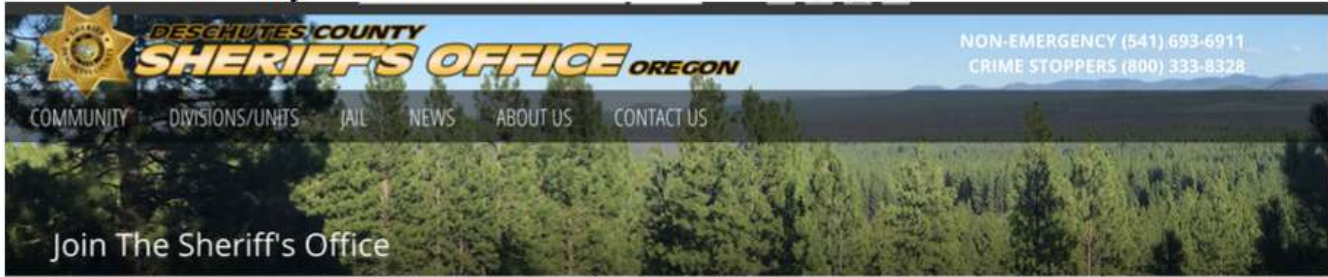 DESCHUTES COUNTY
SHERIFF'S OFFICE OREGON
NON-EMERGENCY (541) 693-6911
CRIME STOPPERS (800) 333-8328
COMMUNITY DIVISIONS/UNITS JAIL NEWS ABOUT US CONTACT US
Join The Sheriff's Office